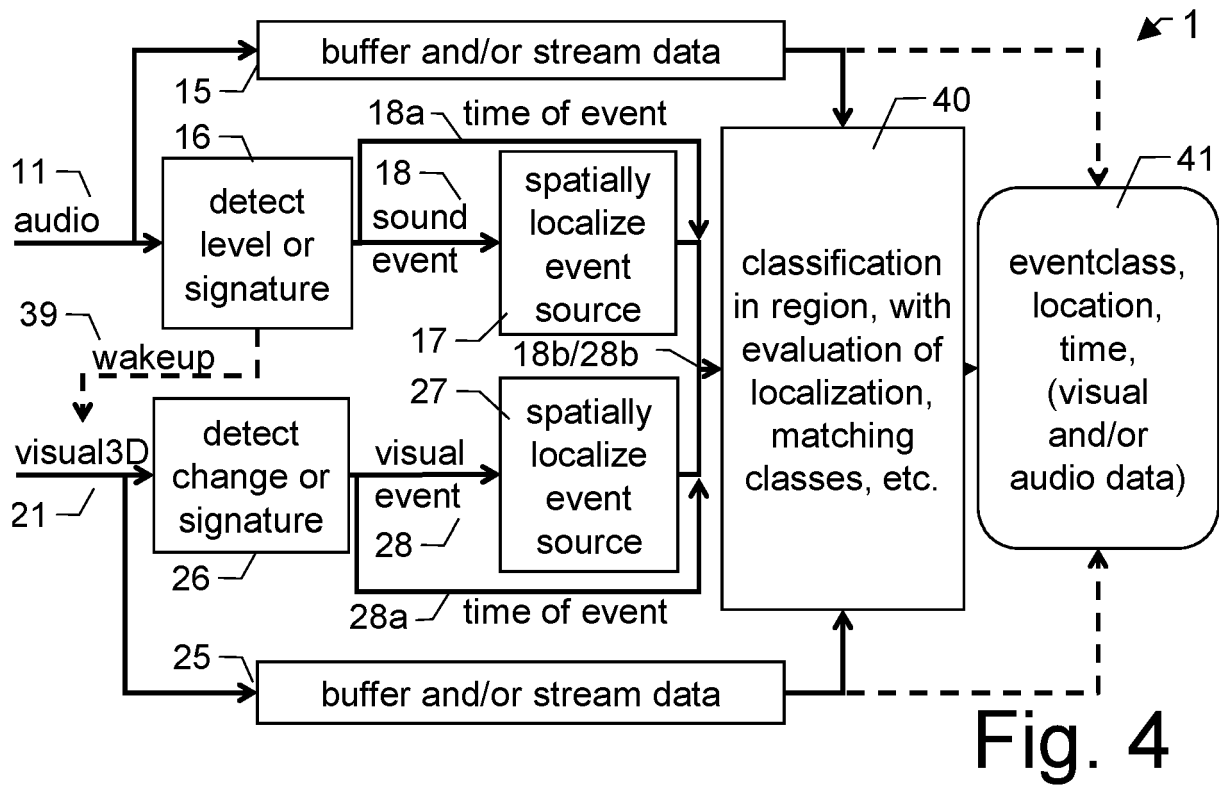 1
buffer and/or stream data
15
18a
time of event
40
16
11
audio
detect
level or
signature
18
sound
event
spatially
localize
event
source
17
41
39
wakeup
18b/28b
classification
in region, with
evaluation of
localization,
matching
classes, etc.
eventclass,
location,
time,
(visual
and/or
audio data)
visual3D
21
detect
change or
signature
26
visual
event
28
27
spatially
localize
event
source
28a
time of event
25
buffer and/or stream data
Fig. 4